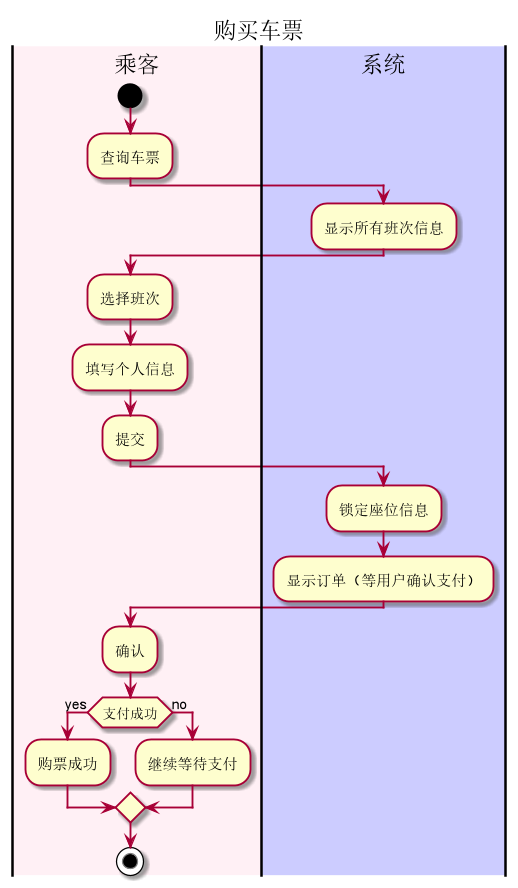 购买车票
乘客
系统
查询车票
显示所有班次信息
选择班次
填写个人信息
提交
锁定座位信息
显示订单（等用户确认支付）
确认
yes
支付成功
no
购票成功
继续等待支付